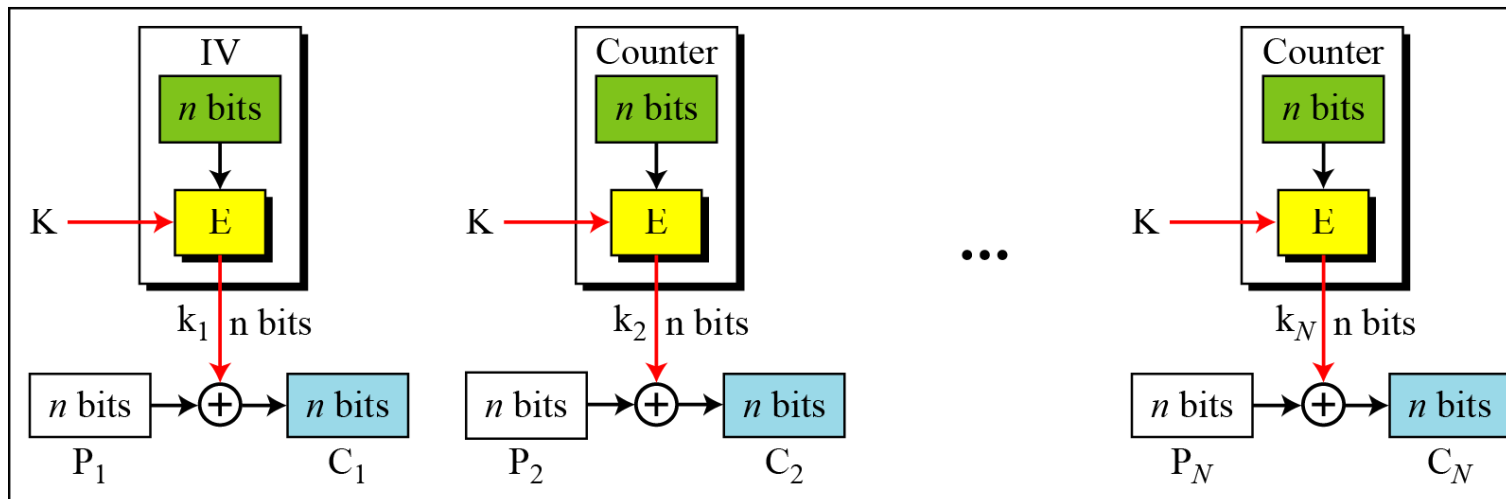 IV Counter Counter
n bits n bits n bits
K E K E K E
...
k1 n bits k2 n bits kN n bits
n bits + n bits n bits + n bits n bits + n bits
P1 C1 P2 C2 PN CN